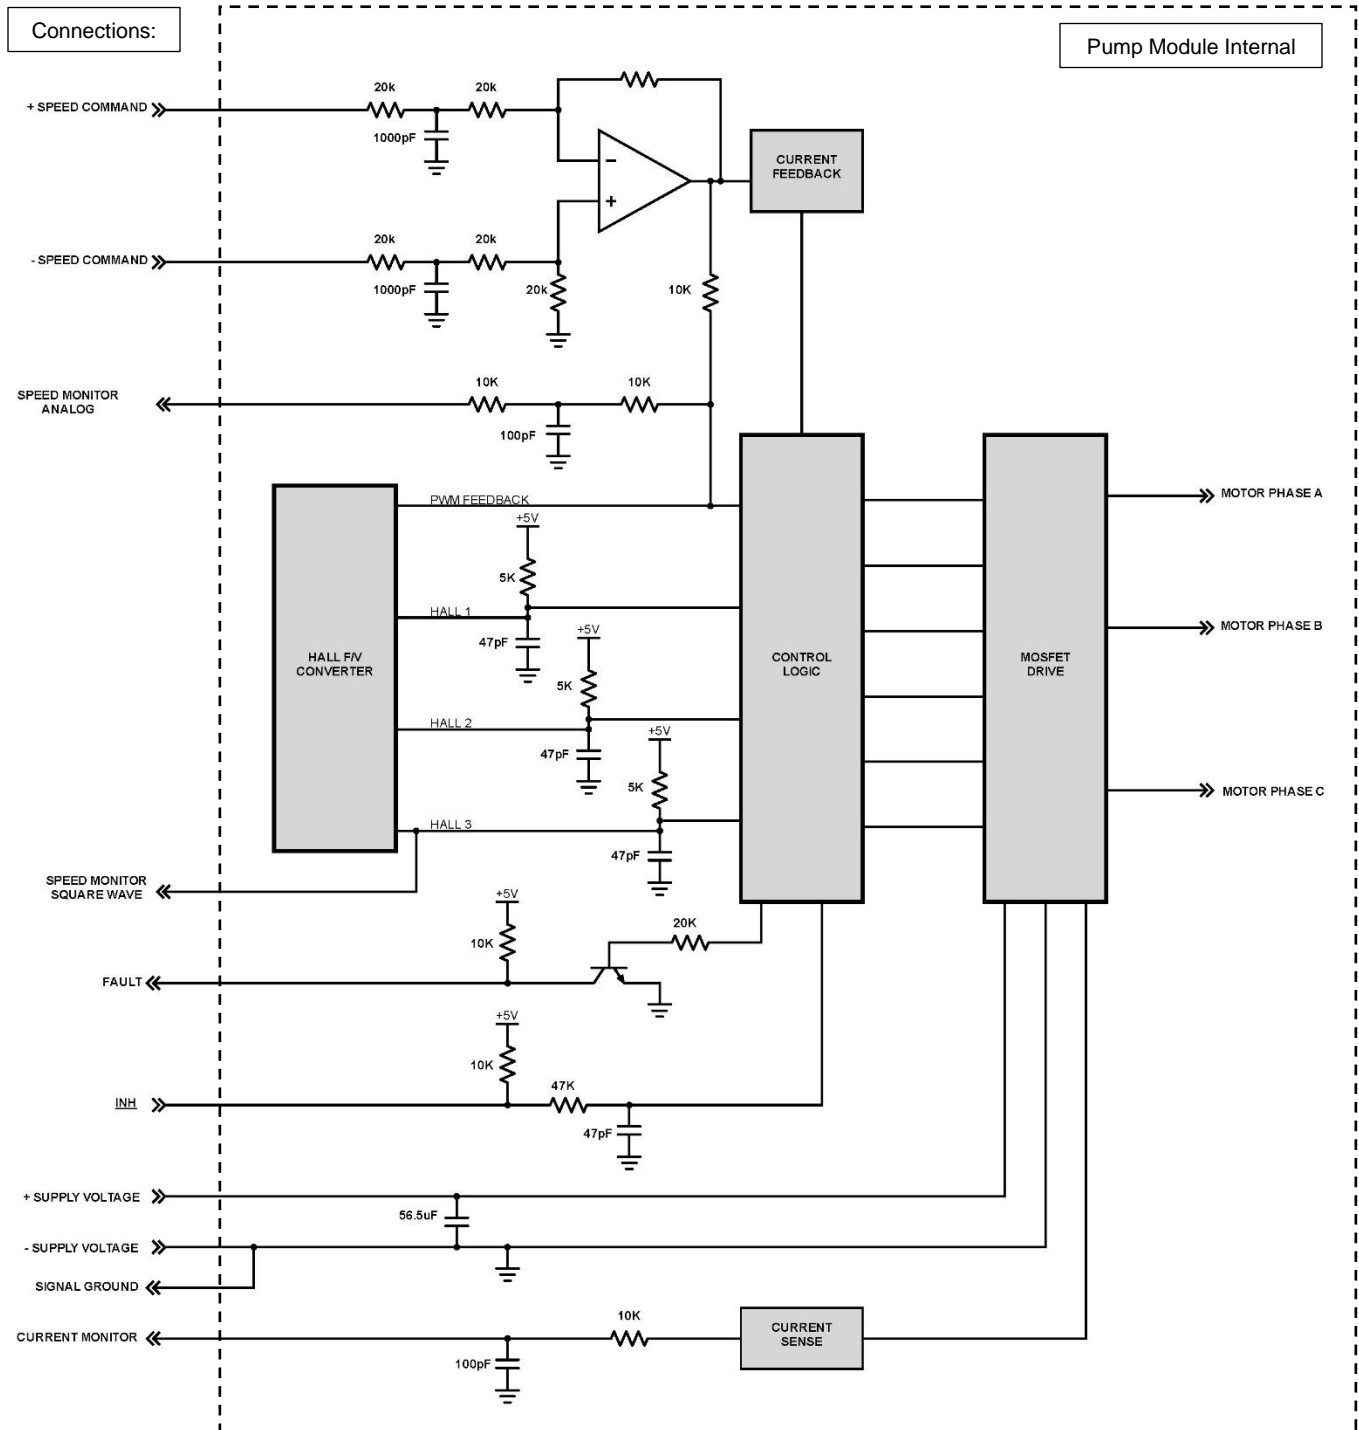 Connections:
Pump Module Internal
20k
20k
+ SPEED COMMAND
1000pF
CURRENT
FEEDBACK
20k
20k
- SPEED COMMAND
1000pF
20k
10K
SPEED MONITOR
ANALOG
10K
10K
100pF
PWM FEEDBACK
+5V
5K
HALL 1
47pF
+5V
5K
HALL 2
47pF
+5V
5K
HALL 3
47pF
HALL F/V
CONVERTER
CONTROL
LOGIC
MOSFET
DRIVE
MOTOR PHASE A
MOTOR PHASE B
MOTOR PHASE C
SPEED MONITOR
SQUARE WAVE
+5V
10K
20K
FAULT
+5V
10K
47K
INH
47pF
+ SUPPLY VOLTAGE
56.5uF
- SUPPLY VOLTAGE
SIGNAL GROUND
CURRENT MONITOR
10K
100pF
CURRENT
SENSE